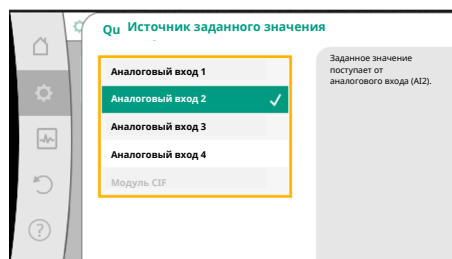 Qu Источник заданного значения
Аналоговый вход 1
Аналоговый вход 2
Аналоговый вход 3
Аналоговый вход 4
Модуль CIF
Заданное значение
поступает от
аналогового входа (AI2).
?